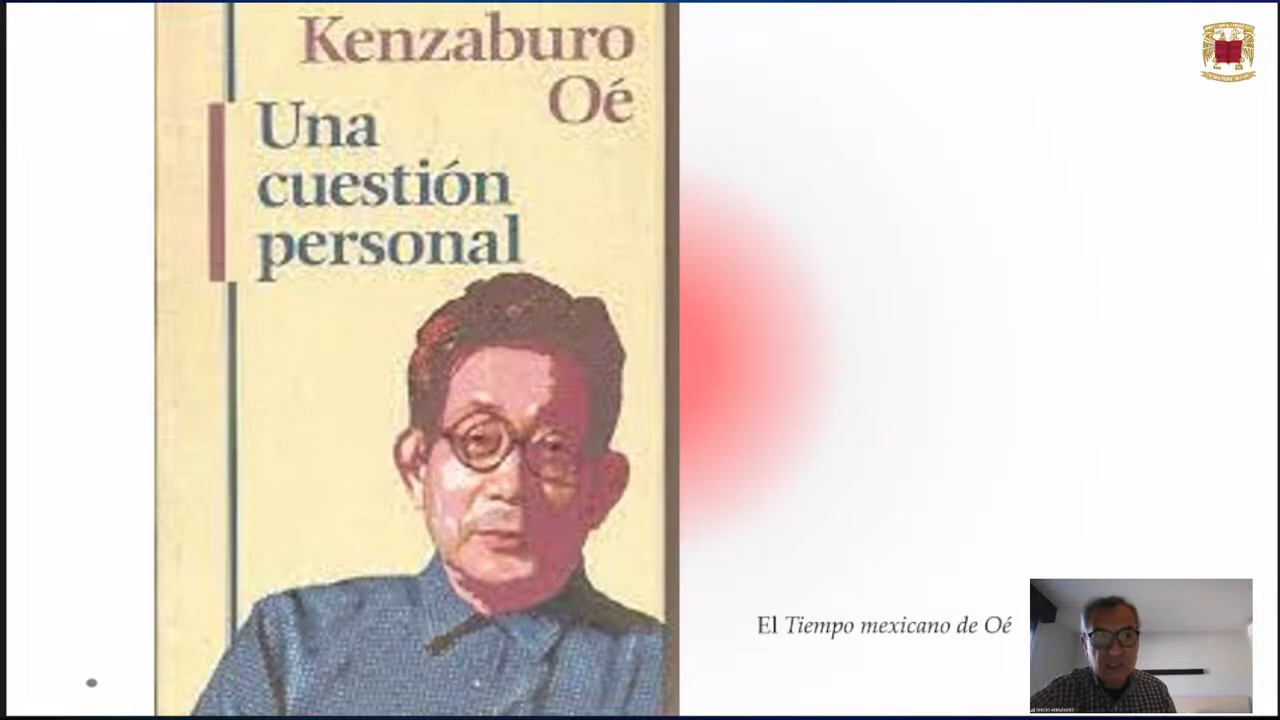 Kenzaburo
Oé
Una
cuestión
personal
El Tiempo mexicano de Oé